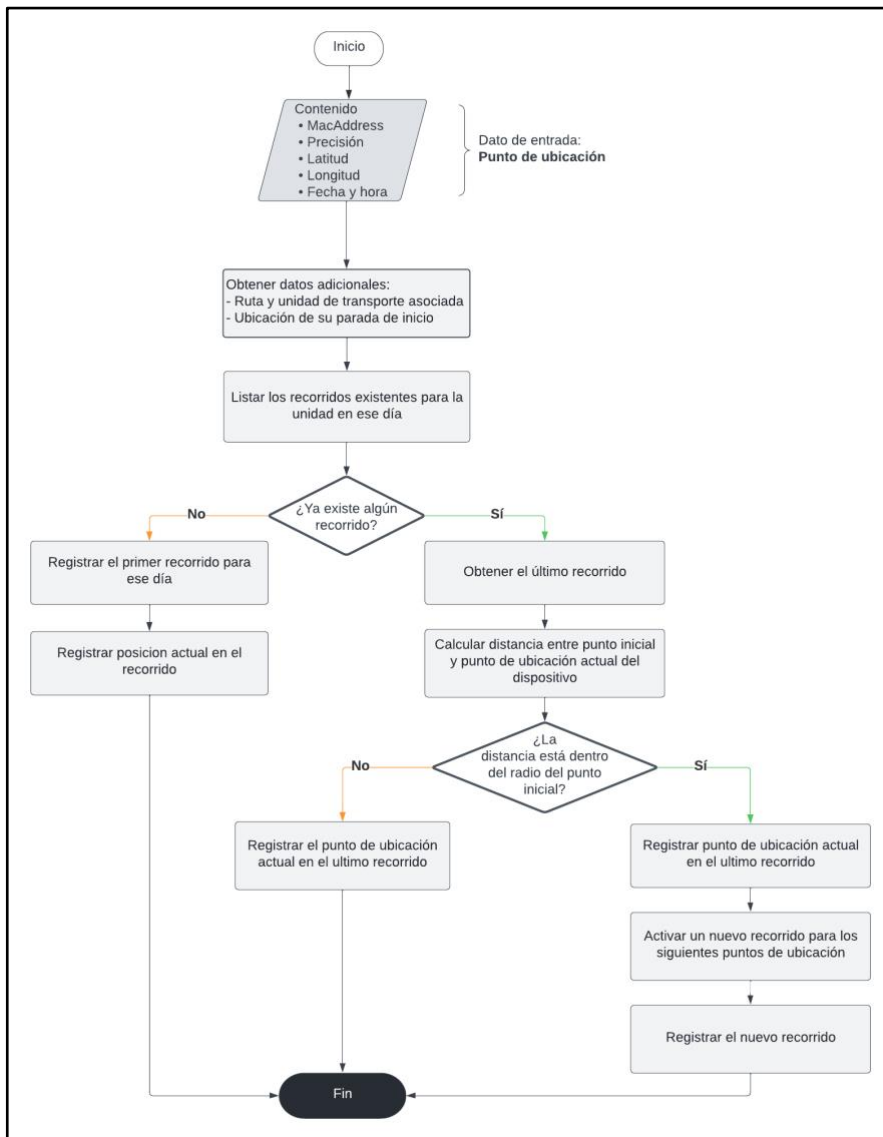 Inicio
Contenido
• MacAddress
• Precisión
• Latitud
• Longitud
• Fecha y hora
Dato de entrada:
Punto de ubicación
Obtener datos adicionales:
- Ruta y unidad de transporte asociada
- Ubicación de su parada de inicio
Listar los recorridos existentes para la
unidad en ese día
¿Ya existe algún
recorrido?
No
Sí
Registrar el primer recorrido para
ese día
Obtener el último recorrido
Registrar posicion actual en el
recorrido
Calcular distancia entre punto inicial
y punto de ubicación actual del
dispositivo
¿La
distancia está dentro
del radio del punto
inicial?
No
Sí
Registrar el punto de ubicación
actual en el ultimo recorrido
Registrar punto de ubicación actual
en el ultimo recorrido
Activar un nuevo recorrido para los
siguientes puntos de ubicación
Registrar el nuevo recorrido
Fin